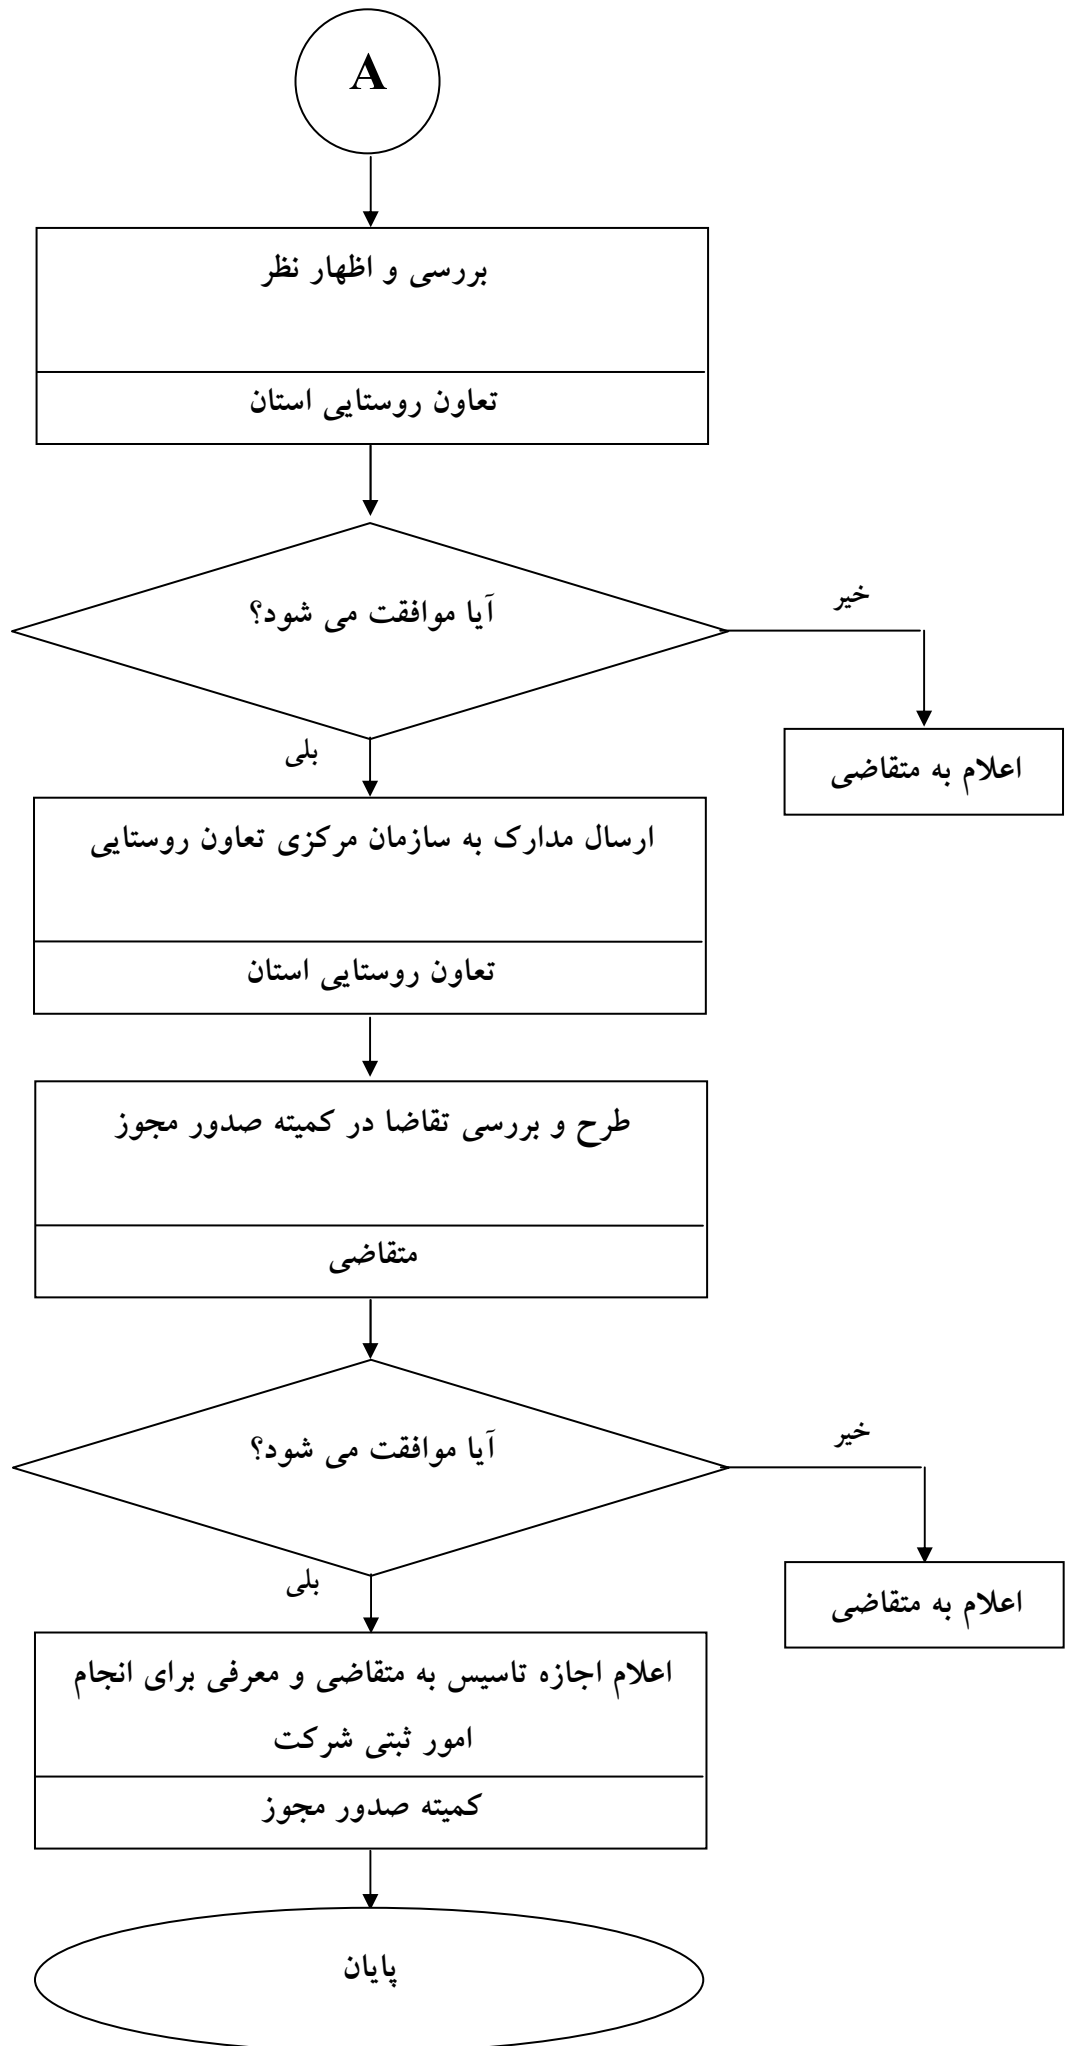 A
بررسی و اظهار نظر
تعاون روستایی استان
آیا موافقت می شود؟
خیر
اعلام به متقاضی
بلی
ارسال مدارک به سازمان مرکزی تعاون روستایی
تعاون روستایی استان
طرح و بررسی تقاضا در کمیته صدور مجوز
متقاضی
آیا موافقت می شود؟
خیر
اعلام به متقاضی
بلی
اعلام اجازه تاسیس به متقاضی و معرفی برای انجام
امور ثبتی شرکت
کمیته صدور مجوز
پایان